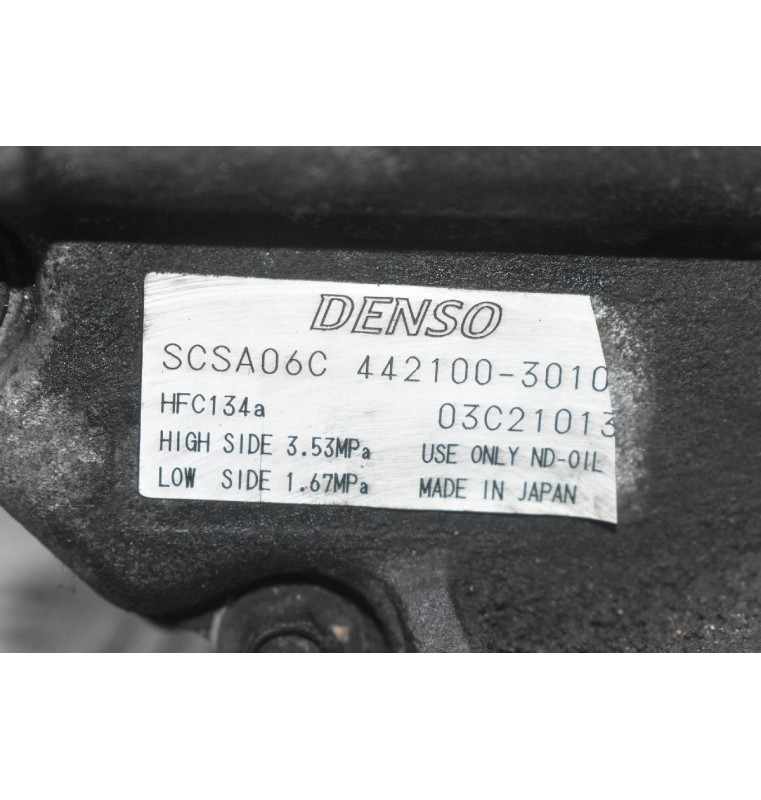 DENSO
SCSA06C 442100-3010
HFC134a 03C21013
HIGH SIDE 3.53MPa USE ONLY ND-OIL
LOW SIDE 1.67MPa MADE IN JAPAN